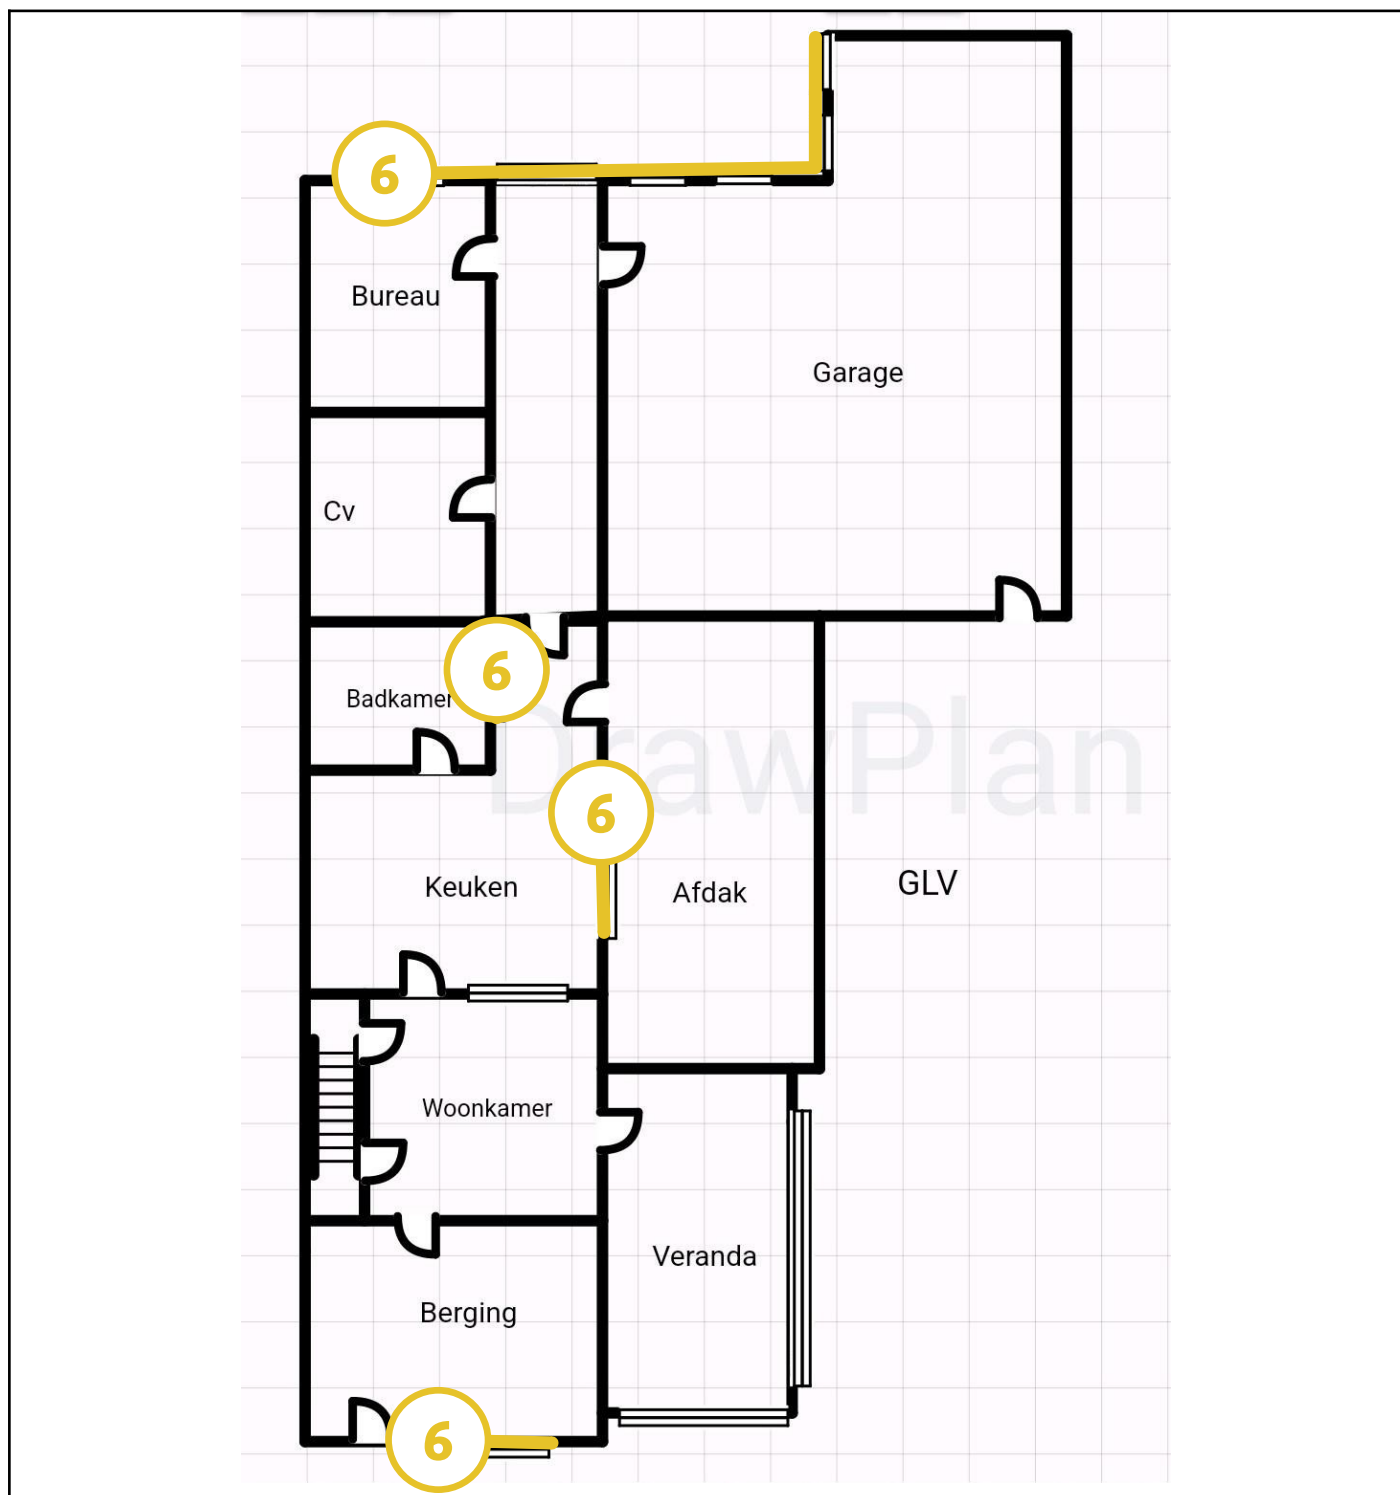 6
Bureau
Garage
Cv
6
Badkamer
DrawPlan
6
Keuken
Afdak
GLV
Woonkamer
Veranda
Berging
6